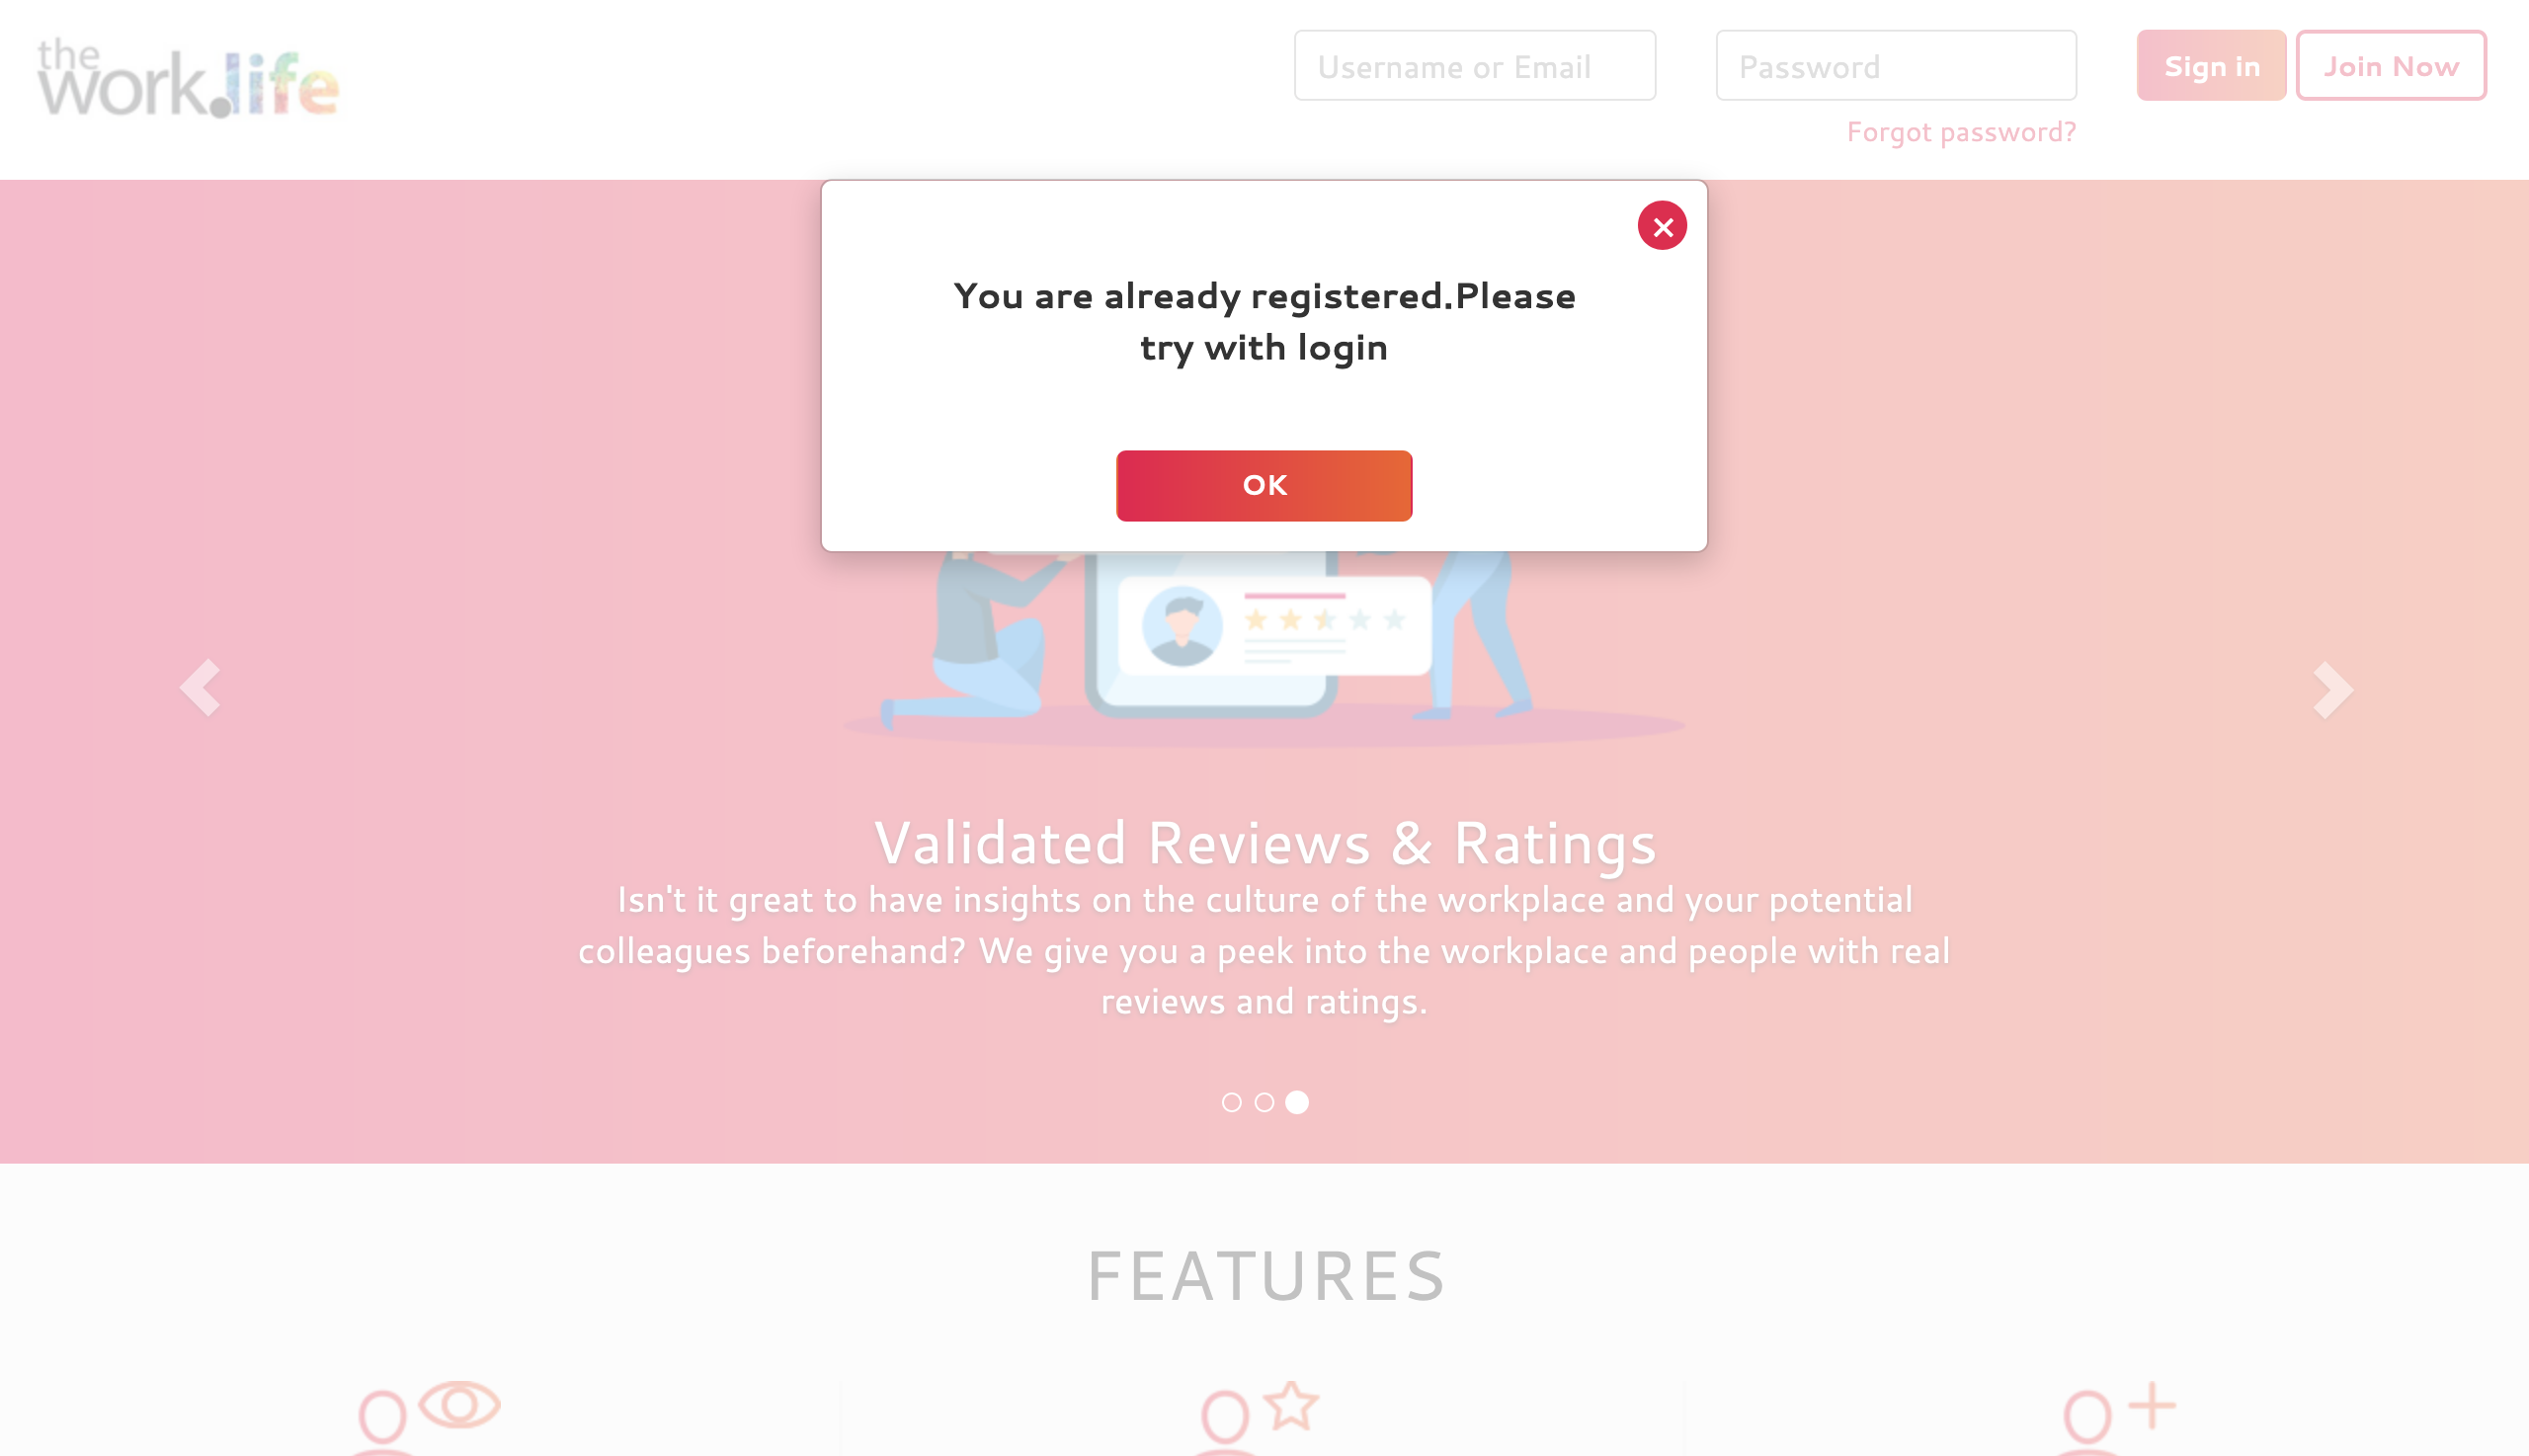 the
work.life
Username or Email
Password
Sign in
Join Now
Forgot password?
You are already registered.Please
try with login
OK
Validated Reviews & Ratings
Isn't it great to have insights on the culture of the workplace and your potential
colleagues beforehand? We give you a peek into the workplace and people with real
reviews and ratings.
FEATURES